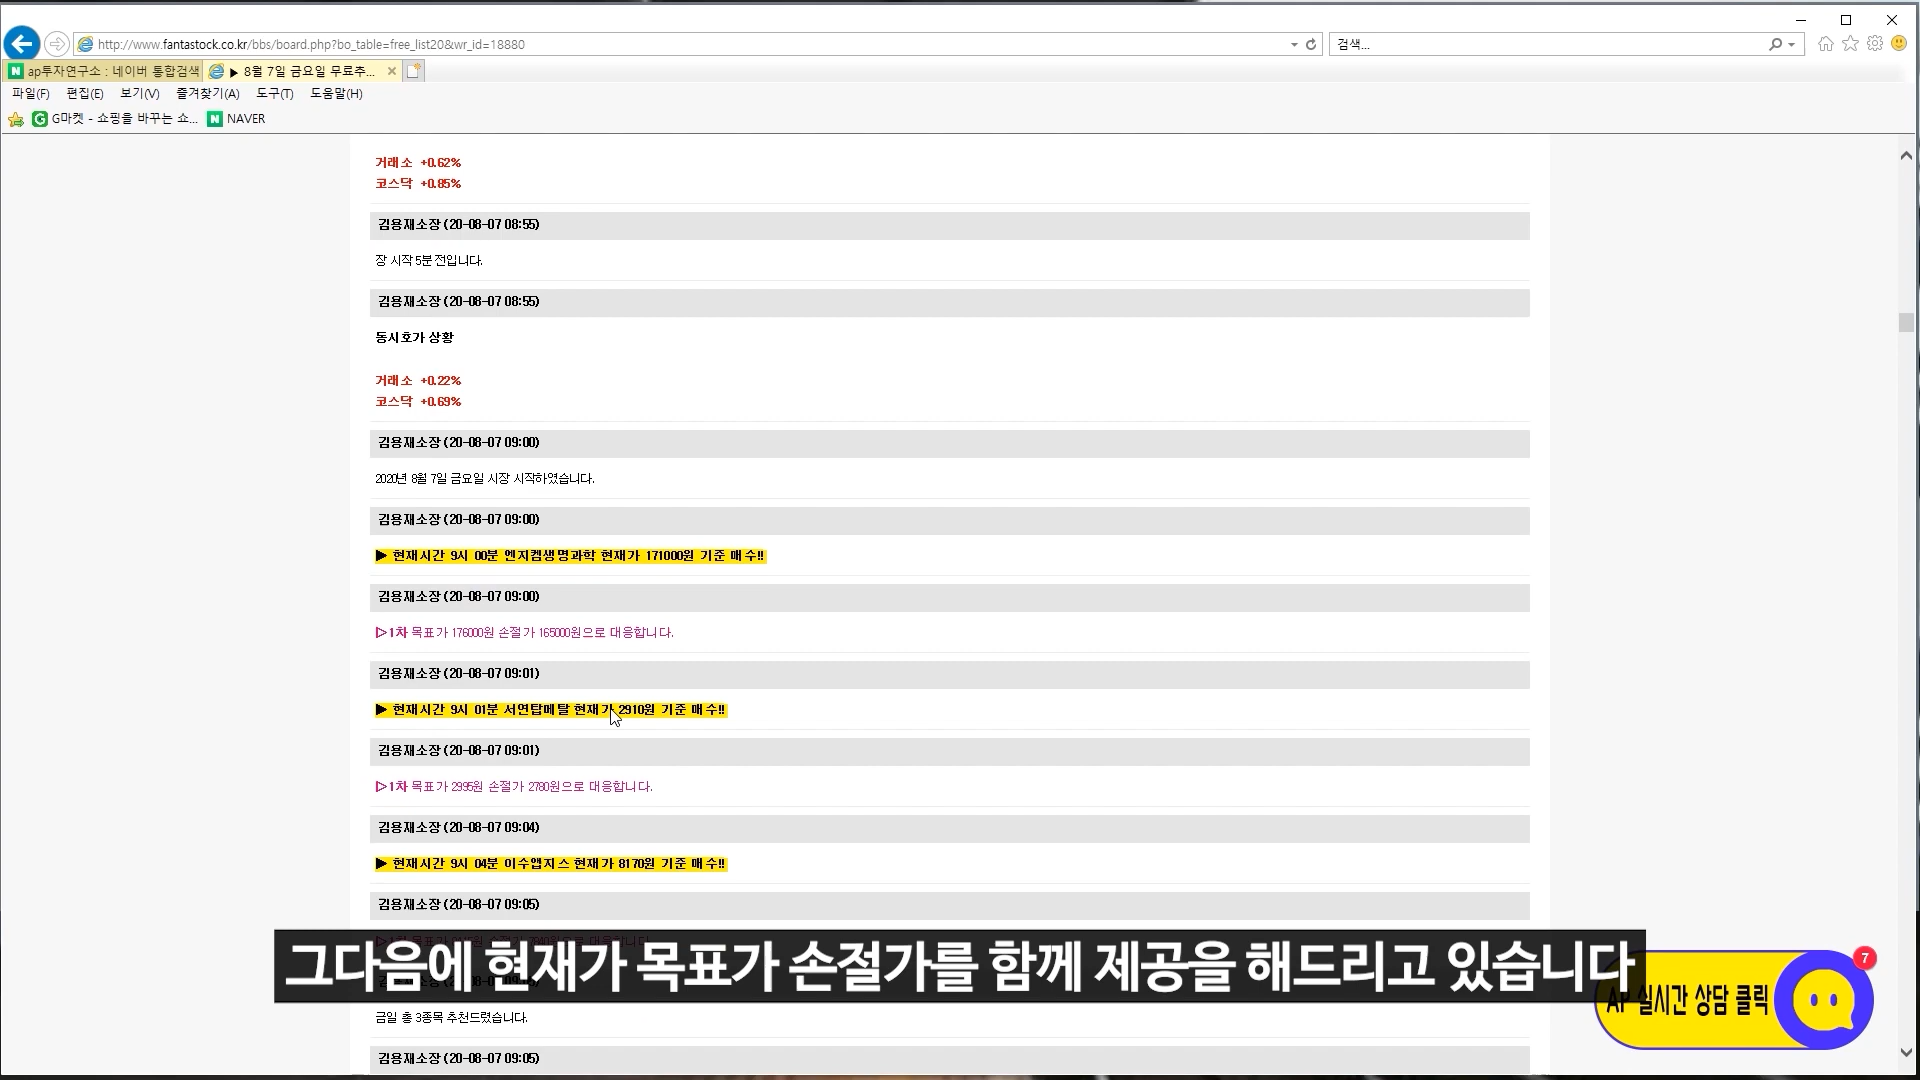 http://www.fantastock.co.kr/bbs/board.php?bo_table=free_list20&wr_id=18880
검색...
ap투자연구소 : 네이버 통합검색
▶ 8월 7일 금요일 무료추...
파일(F) 편집(E) 보기(V) 즐겨찾기(A) 도구(T) 도움말(H)
G마켓 - 쇼핑을 바꾸는 쇼... NAVER
거래소 +0.62%
코스닥 +0.85%
김용재소장 (20-08-07 08:55)
장 시작 5분전입니다.
김용재소장 (20-08-07 08:55)
동시호가 상황
거래소 +0.22%
코스닥 +0.69%
김용재소장 (20-08-07 09:00)
2020년 8월 7일 금요일 시장 시작하였습니다.
김용재소장 (20-08-07 09:00)
▶ 현재시간 9시 00분 엔지켐생명과학 현재가 171000원 기준 매수!!
김용재소장 (20-08-07 09:00)
▷1차 목표가 176000원 손절가 165000원으로 대응합니다.
김용재소장 (20-08-07 09:01)
▶ 현재시간 9시 01분 서연탑메탈 현재가 2910원 기준 매수!!
김용재소장 (20-08-07 09:01)
▷1차 목표가 2995원 손절가 2780원으로 대응합니다.
김용재소장 (20-08-07 09:04)
▶ 현재시간 9시 04분 이수앱지스 현재가 8170원 기준 매수!!
김용재소장 (20-08-07 09:05)
그다음에 현재가 목표가 손절가를 함께 제공을 해드리고 있습니다
금일 총 3종목 추천드렸습니다.
김용재소장 (20-08-07 09:05)
AP 실시간 상담 클릭
7